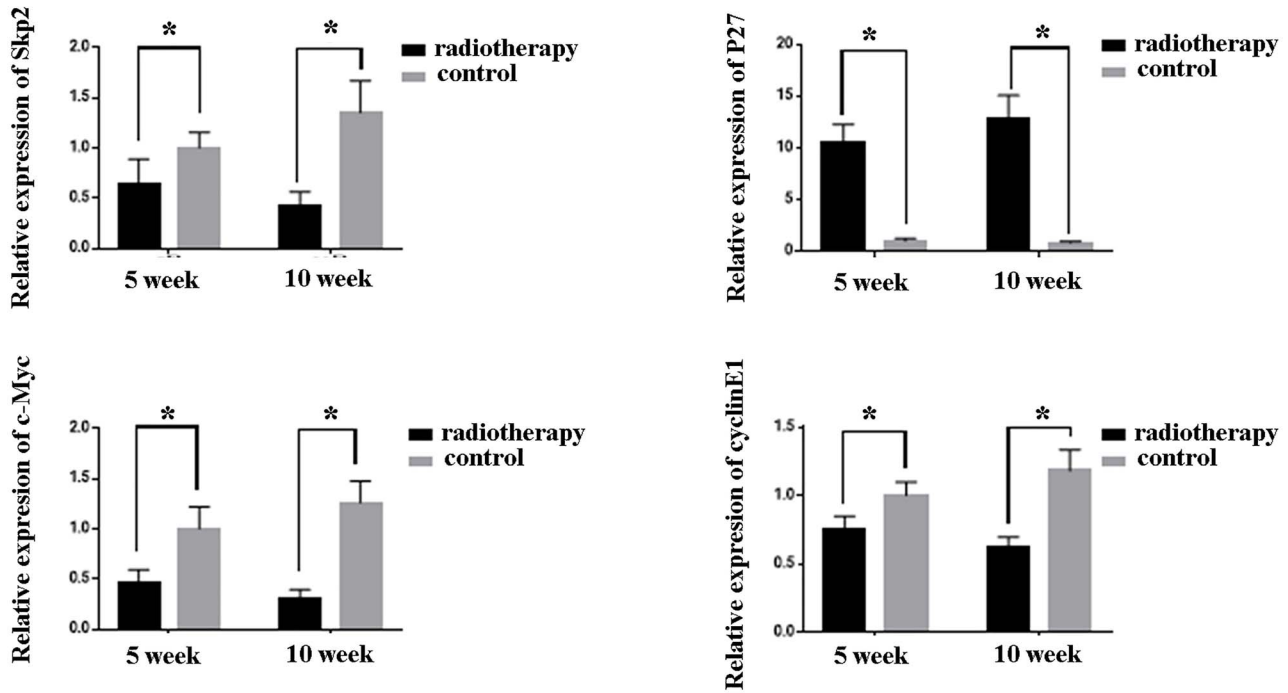 Relative expression of Skp2
2.0
1.5
1.0
0.5
0.0
*
*
radiotherapy
control
5 week
10 week
Relative expression of P27
20
15
10
5
0
*
*
radiotherapy
control
5 week
10 week
Relative expresion of c-Myc
2.0
1.5
1.0
0.5
0.0
*
*
radiotherapy
control
5 week
10 week
Relative expresion of cyclinE1
1.5
1.0
0.5
0.0
*
*
radiotherapy
control
5 week
10 week